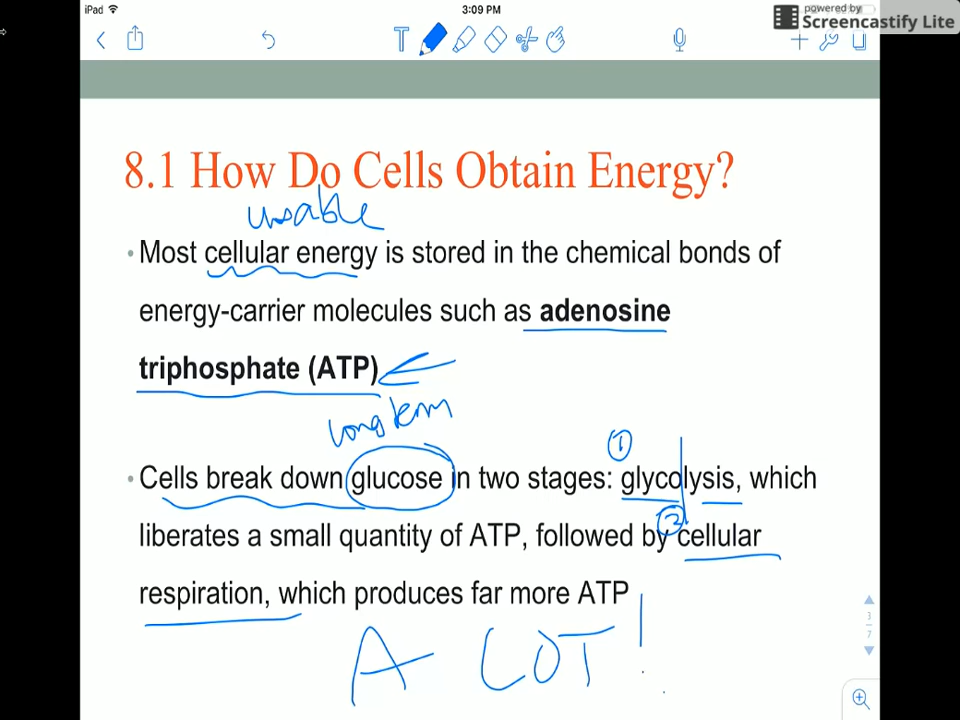 iPad
3:09 PM
powered by
Screencastify Lite
T
8.1 How Do Cells Obtain Energy?
usable
• Most cellular energy is stored in the chemical bonds of
energy-carrier molecules such as adenosine
triphosphate (ATP)
long term
1
• Cells break down glucose in two stages: glycolysis, which
2
liberates a small quantity of ATP, followed by cellular
respiration, which produces far more ATP
A LOT!
1
7